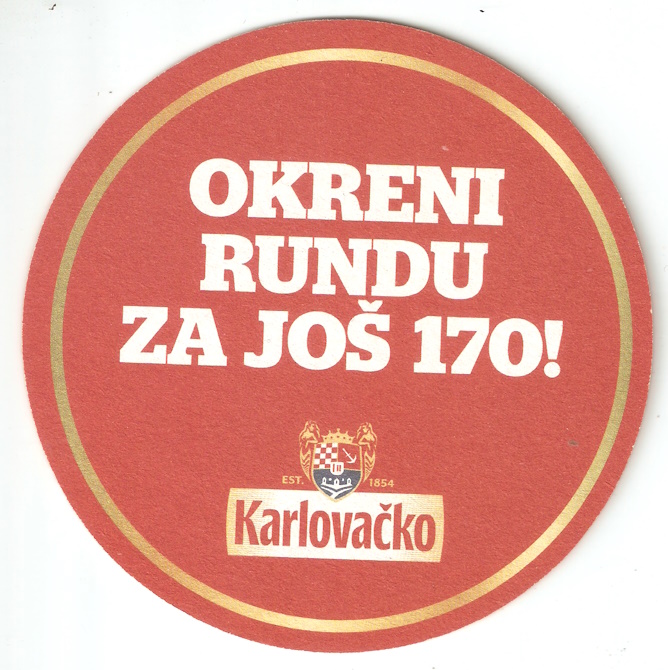 OKRENI
RUNDU
ZA JOŠ 170!
EST. 1854
Karlovačko